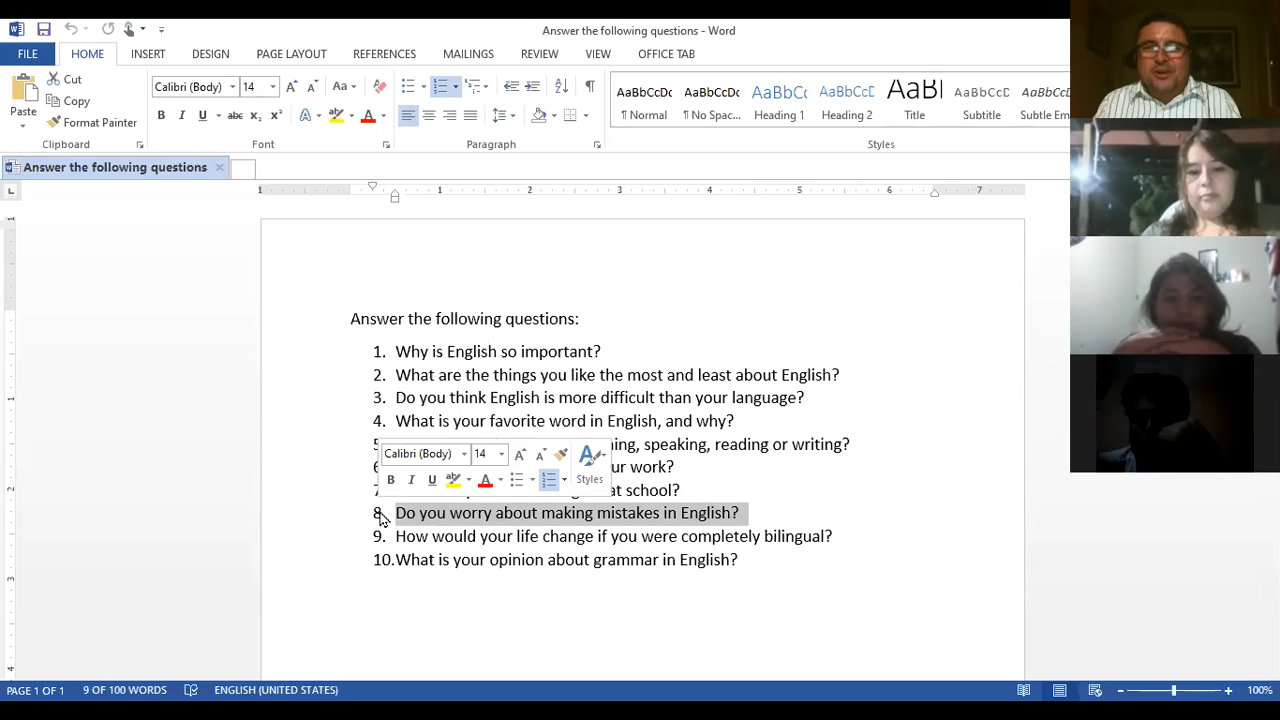 Answer the following questions - Word
FILE HOME INSERT DESIGN PAGE LAYOUT REFERENCES MAILINGS REVIEW VIEW OFFICE TAB
Paste
Cut
Copy
Format Painter
Clipboard
Calibri (Body) 14
Font
Paragraph
AaBbCcDc AaBbCcDc AaBbCc AaBbCcD AaBl AaBbCcD AaBbCcD
¶ Normal ¶ No Spac... Heading 1 Heading 2 Title Subtitle Subtle Em
Styles
Answer the following questions
Answer the following questions:
1. Why is English so important?
2. What are the things you like the most and least about English?
3. Do you think English is more difficult than your language?
4. What is your favorite word in English, and why?
speaking, reading or writing?
Calibri (Body) 14
Styles
work?
at school?
8. Do you worry about making mistakes in English?
9. How would your life change if you were completely bilingual?
10. What is your opinion about grammar in English?
PAGE 1 OF 1 9 OF 100 WORDS ENGLISH (UNITED STATES) 100%